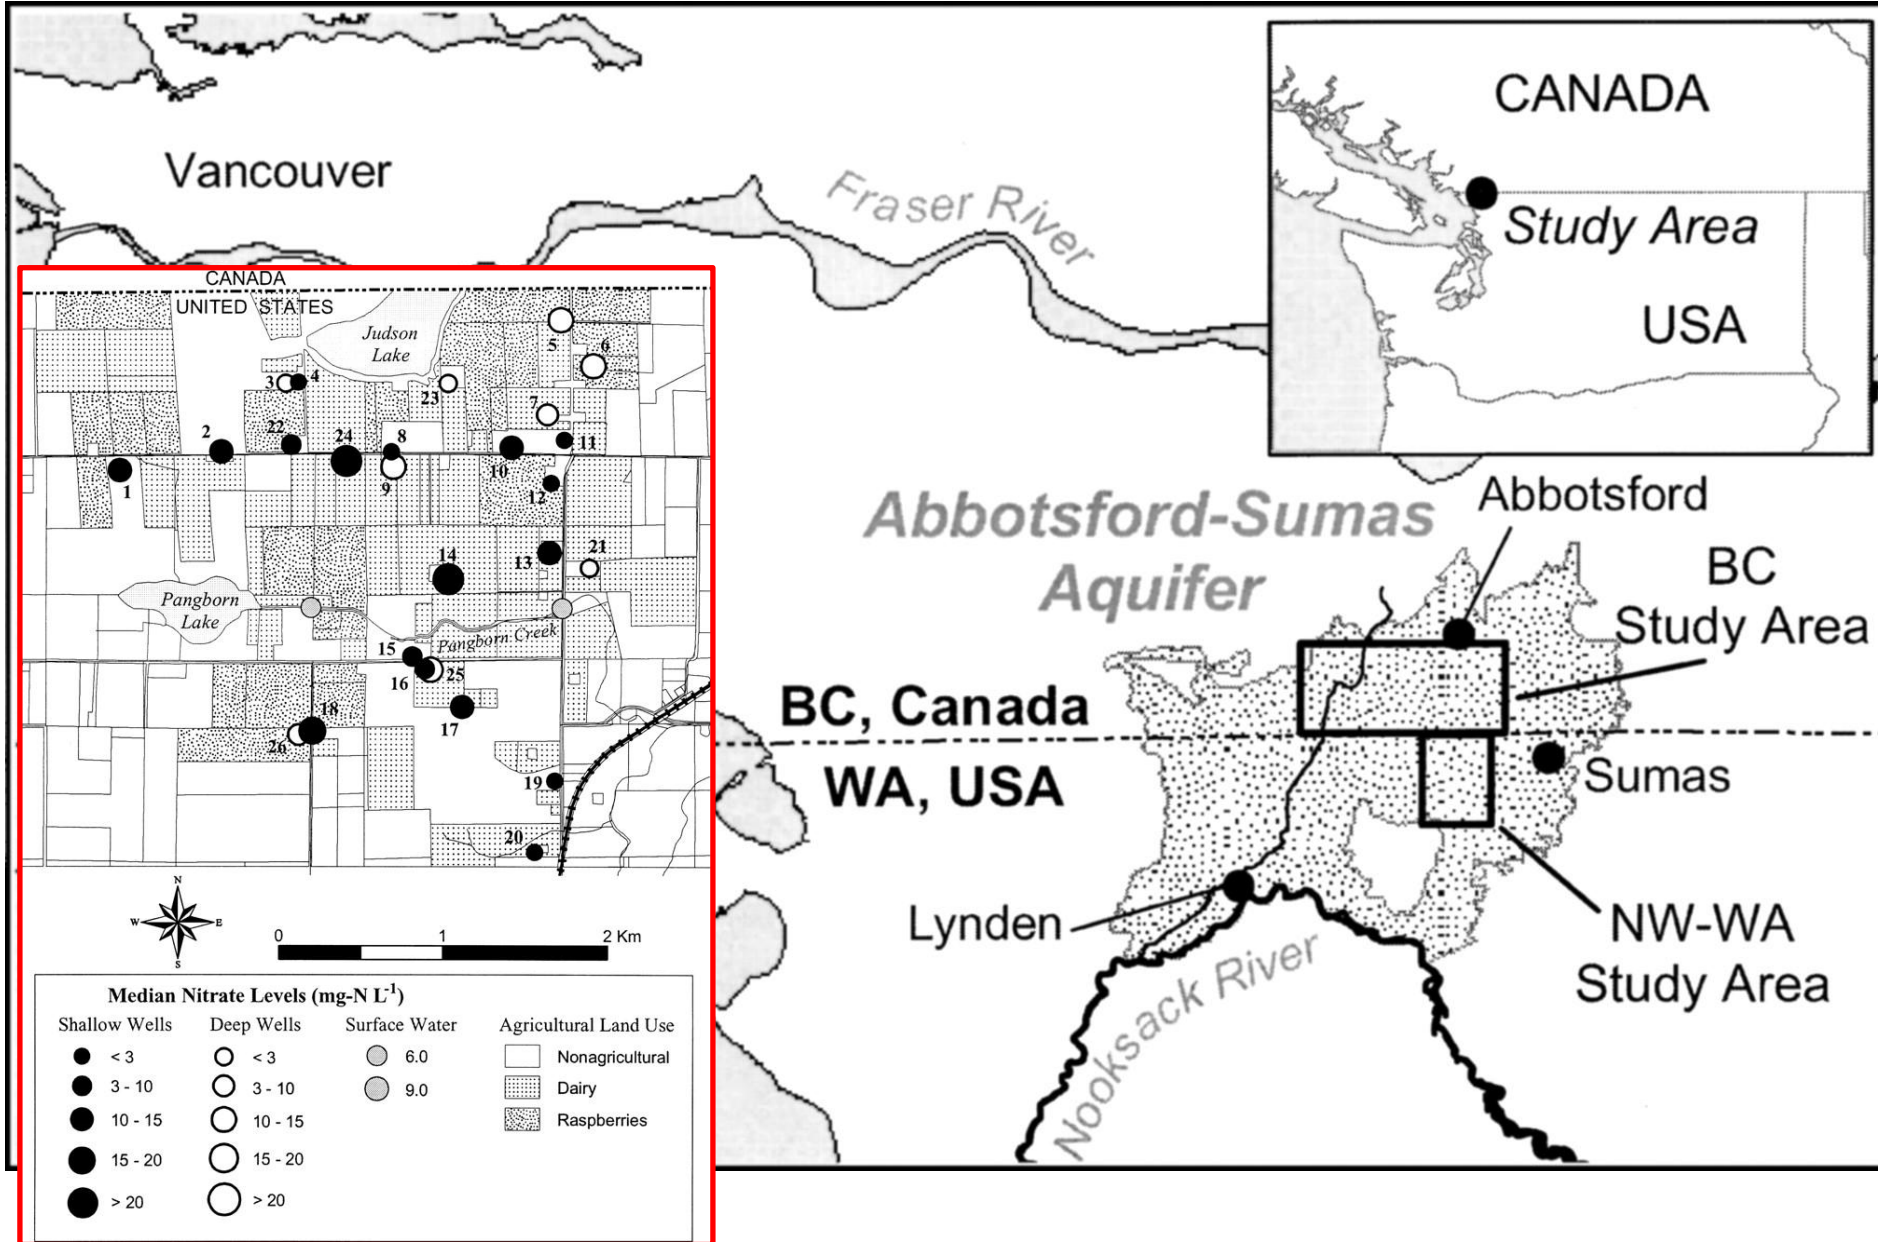 Vancouver
Fraser River
CANADA
Study Area
USA
CANADA
UNITED STATES
Judson
Lake
5
6
3
4
23
7
2
22
24
8
11
10
1
9
12
14
13
21
Pangborn
Lake
Pangborn Creek
15
16
25
17
18
26
19
20
N
W
E
S
0
1
2 Km
Median Nitrate Levels (mg-N L-1)
Shallow Wells
Deep Wells
Surface Water
Agricultural Land Use
< 3
< 3
6.0
Nonagricultural
3 - 10
3 - 10
9.0
Dairy
10 - 15
10 - 15
Raspberries
15 - 20
15 - 20
> 20
> 20
Abbotsford-Sumas
Aquifer
Abbotsford
BC
Study Area
BC, Canada
WA, USA
Sumas
Lynden
Nooksack River
NW-WA
Study Area